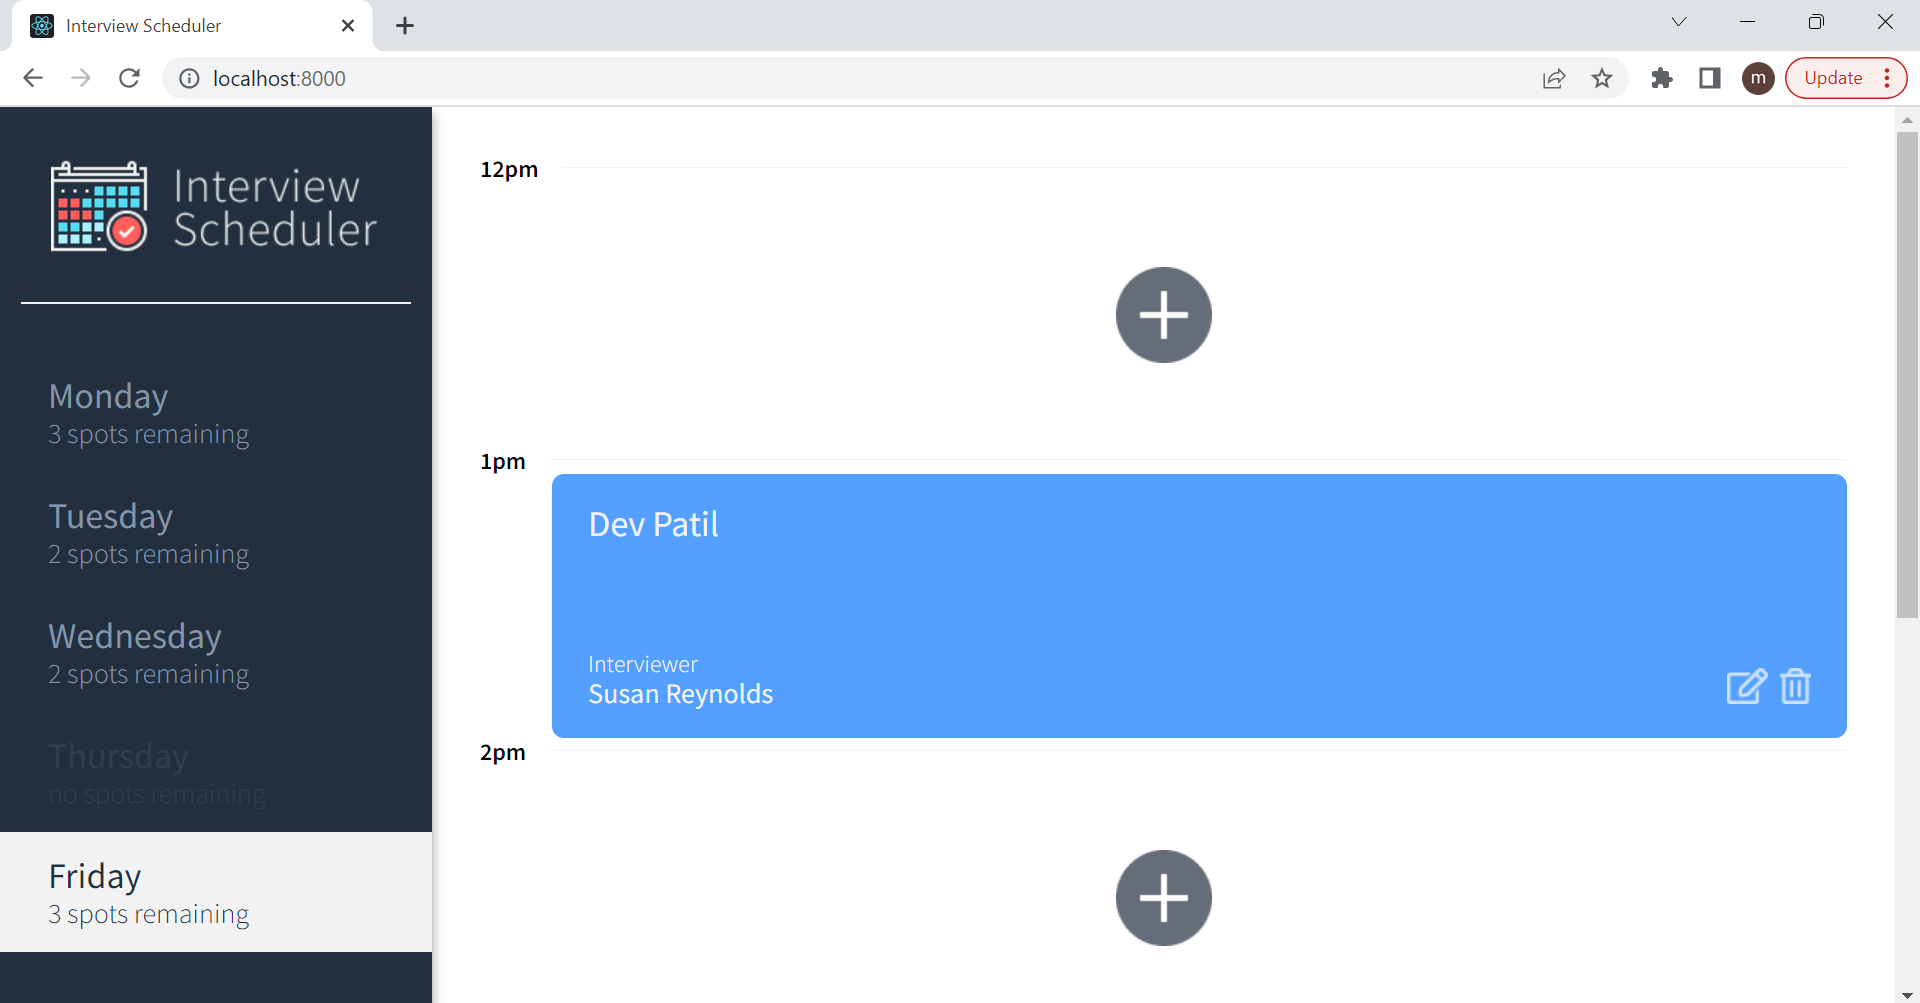 Interview Scheduler
localhost:8000
m
Update
Interview
Scheduler
Monday
3 spots remaining
Tuesday
2 spots remaining
Wednesday
2 spots remaining
Thursday
no spots remaining
Friday
3 spots remaining
12pm
1pm
Dev Patil
Interviewer
Susan Reynolds
2pm